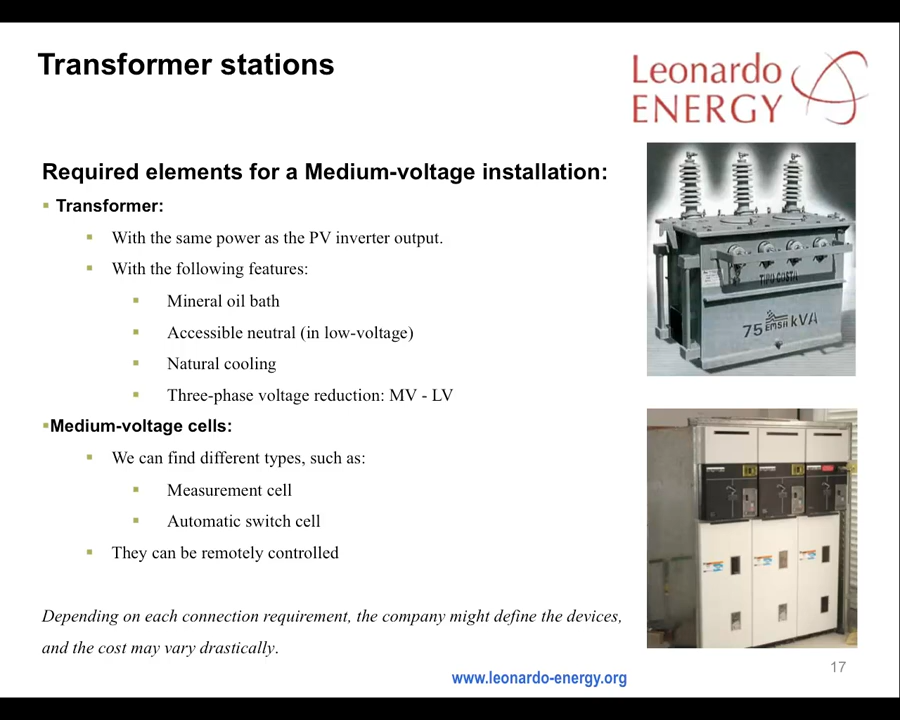 Transformer stations
Leonardo
ENERGY
Required elements for a Medium-voltage installation:
Transformer:
With the same power as the PV inverter output.
With the following features:
Mineral oil bath
Accessible neutral (in low-voltage)
Natural cooling
Three-phase voltage reduction: MV - LV
Medium-voltage cells:
We can find different types, such as:
Measurement cell
Automatic switch cell
They can be remotely controlled
Depending on each connection requirement, the company might define the devices,
and the cost may vary drastically.
TIPO COSTA
75 EMSA kVA
17
www.leonardo-energy.org